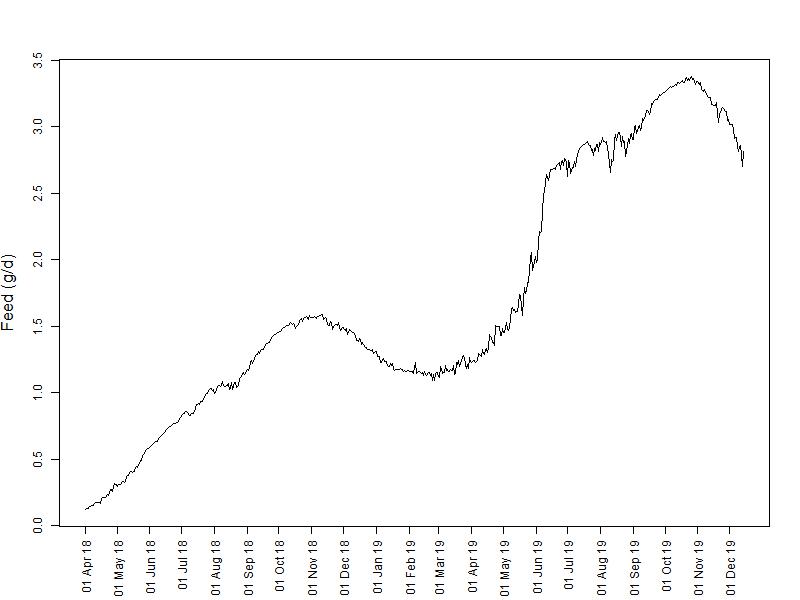 Feed (g/d)
3.5
3.0
2.5
2.0
1.5
1.0
0.5
0.0
01 Apr 18
01 May 18
01 Jun 18
01 Jul 18
01 Aug 18
01 Sep 18
01 Oct 18
01 Nov 18
01 Dec 18
01 Jan 19
01 Feb 19
01 Mar 19
01 Apr 19
01 May 19
01 Jun 19
01 Jul 19
01 Aug 19
01 Sep 19
01 Oct 19
01 Nov 19
01 Dec 19